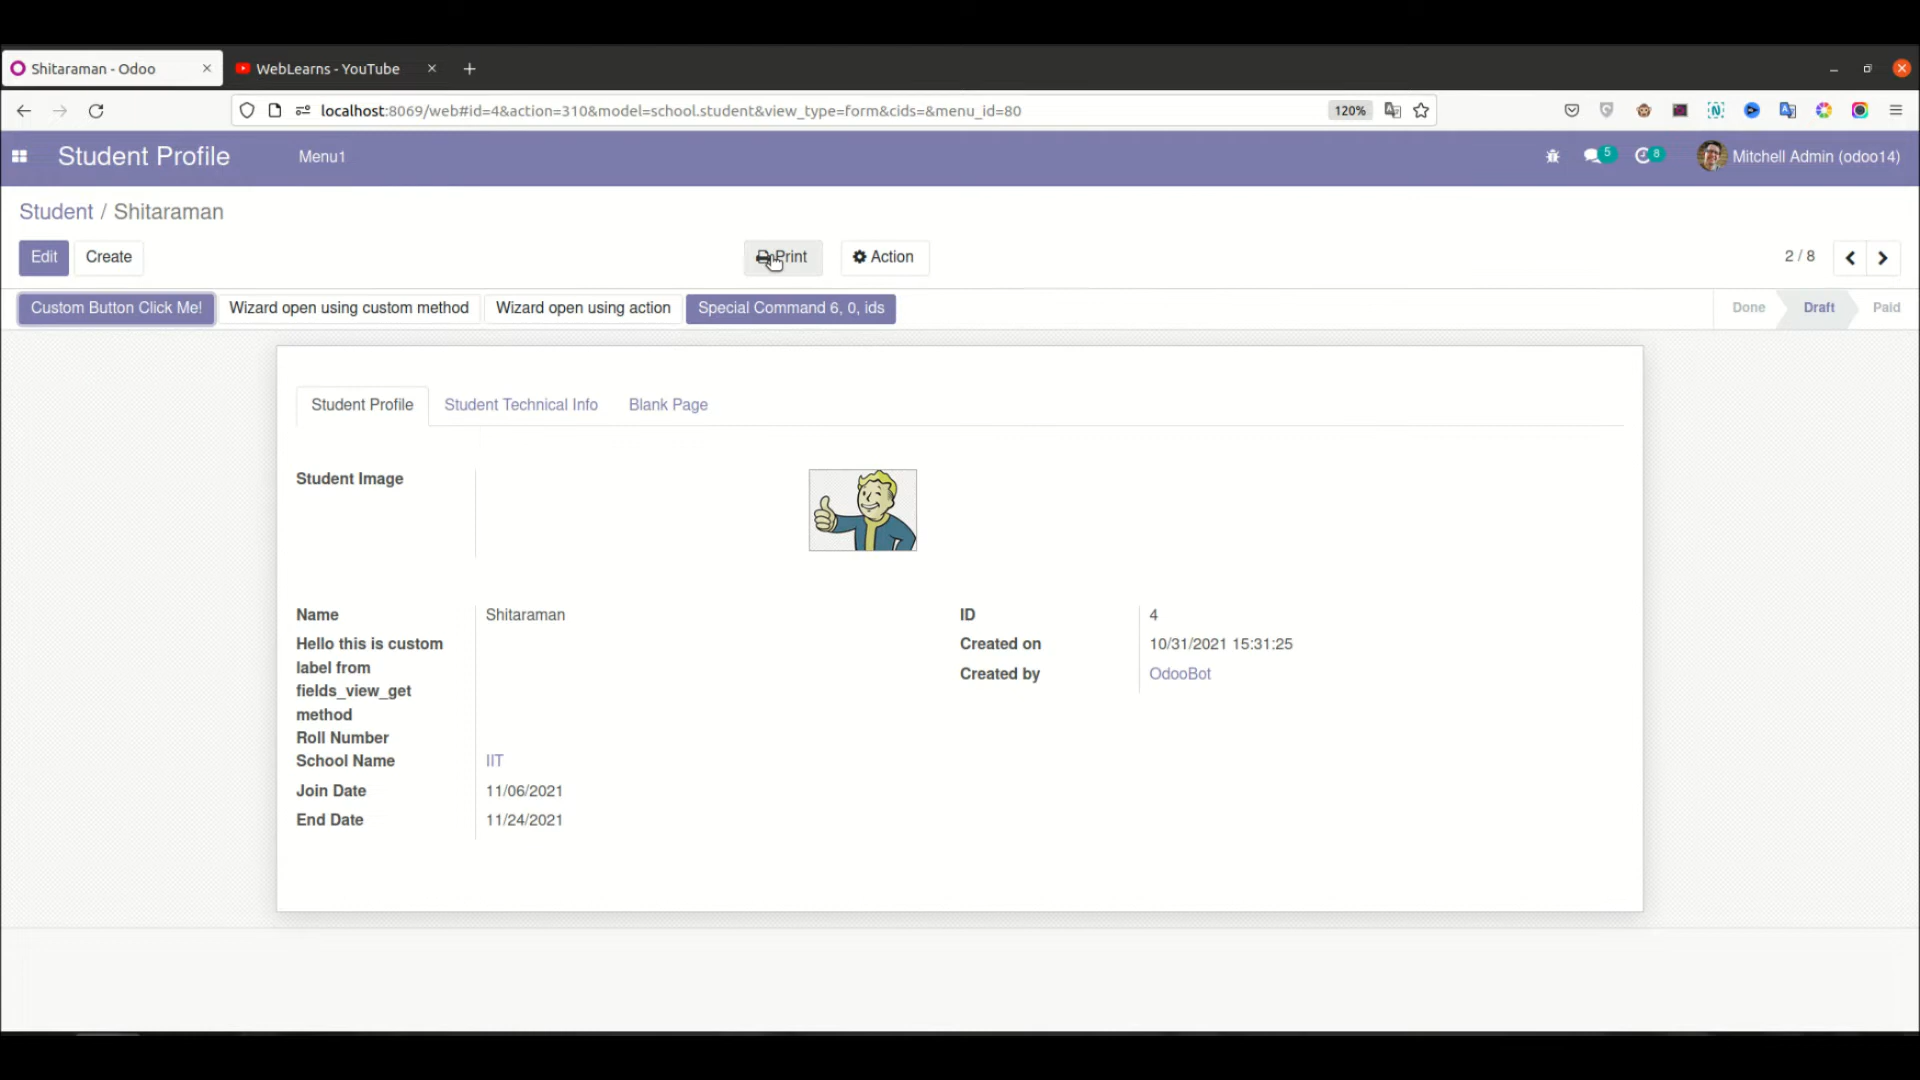 Shitaraman - Odoo
WebLearns - YouTube
localhost:8069/web#id=4&action=310&model=school.student&view_type=form&cids=&menu_id=80
120%
Student Profile
Menu1
5
8
Mitchell Admin (odoo14)
Student / Shitaraman
Edit
Create
Print
Action
2 / 8
Custom Button Click Me!
Wizard open using custom method
Wizard open using action
Special Command 6, 0, ids
Done
Draft
Paid
Student Profile
Student Technical Info
Blank Page
Student Image
Name
Shitaraman
Hello this is custom
label from
fields_view_get
method
Roll Number
School Name
IIT
Join Date
11/06/2021
End Date
11/24/2021
ID
4
Created on
10/31/2021 15:31:25
Created by
OdooBot